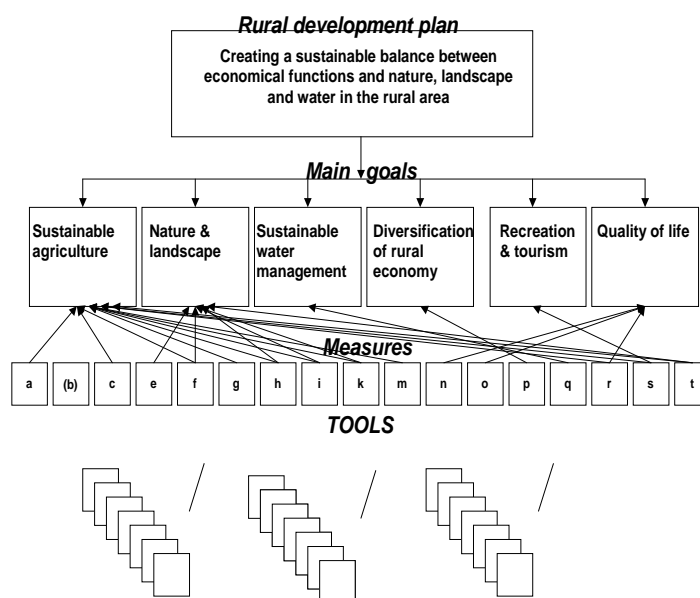 Rural development plan
Creating a sustainable balance between
economical functions and nature, landscape
and water in the rural area
Main goals
Sustainable
agriculture
Nature &
landscape
Sustainable
water
management
Diversification
of rural
economy
Recreation
& tourism
Quality of life
Measures
a (b) c e f g h i k m n o p q r s t
TOOLS